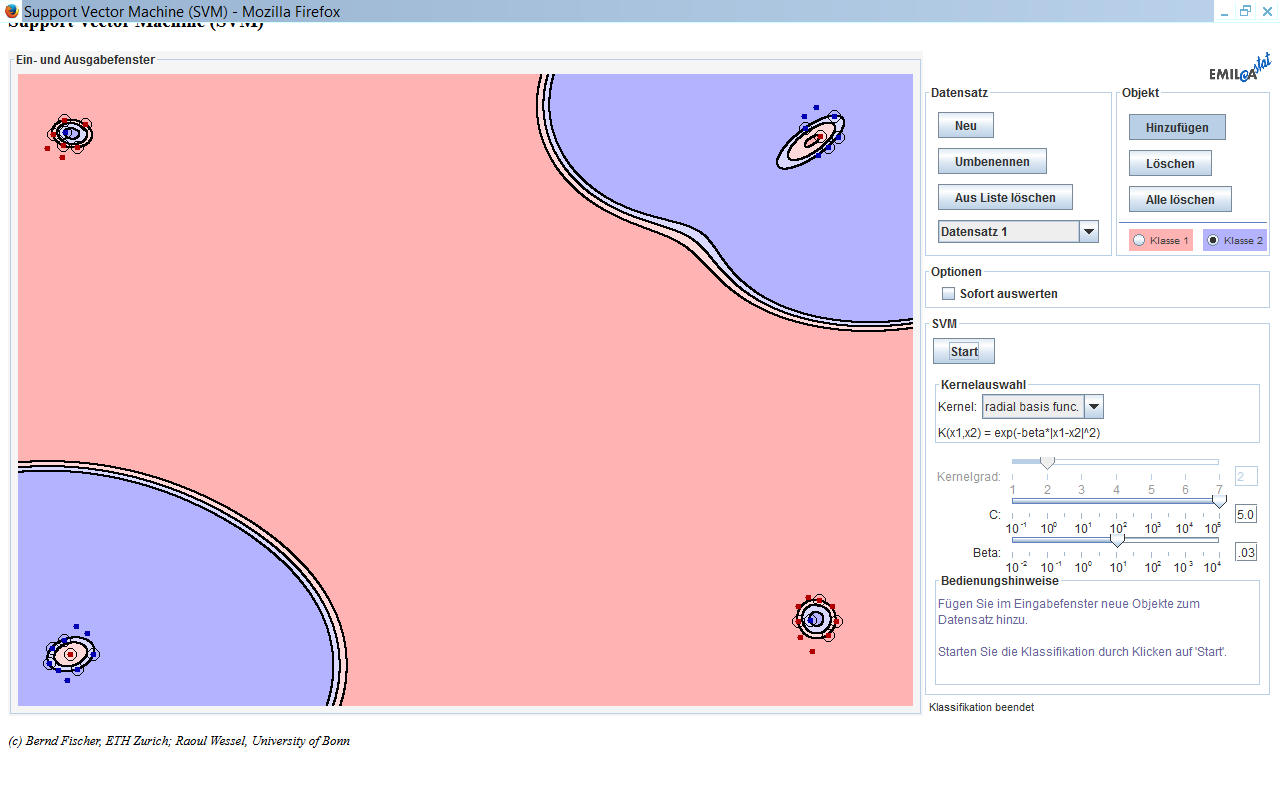 Support Vector Machine (SVM) - Mozilla Firefox
Support Vector Machine (SVM)
Ein- und Ausgabefenster
EMILeA stat
Datensatz
Neu
Umbenennen
Aus Liste löschen
Datensatz 1
Objekt
Hinzufügen
Löschen
Alle löschen
Klasse 1
Klasse 2
Optionen
Sofort auswerten
SVM
Start
Kernelauswahl
Kernel: radial basis func.
K(x1,x2) = exp(-beta*|x1-x2|^2)
Kernelgrad: 2
1 2 3 4 5 6 7
C: 5.0
10^-1 10^0 10^1 10^2 10^3 10^4 10^5
Beta: .03
10^-2 10^-1 10^0 10^1 10^2 10^3 10^4
Bedienungshinweise
Fügen Sie im Eingabefenster neue Objekte zum
Datensatz hinzu.
Starten Sie die Klassifikation durch Klicken auf 'Start'.
Klassifikation beendet
(c) Bernd Fischer, ETH Zurich; Raoul Wessel, University of Bonn